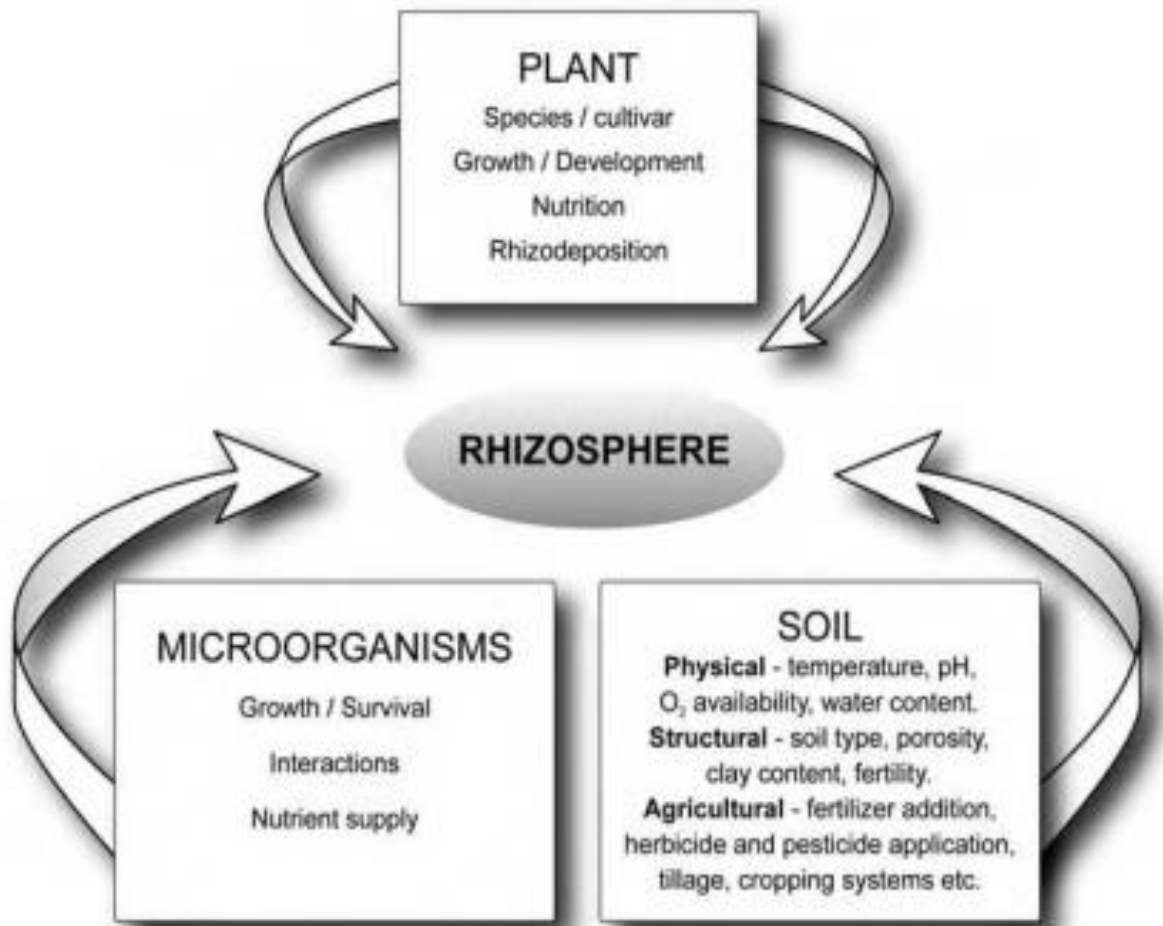 PLANT
Species / cultivar
Growth / Development
Nutrition
Rhizodeposition
RHIZOSPHERE
MICROORGANISMS
Growth / Survival
Interactions
Nutrient supply
SOIL
Physical - temperature, pH,
O₂ availability, water content.
Structural - soil type, porosity,
clay content, fertility.
Agricultural - fertilizer addition,
herbicide and pesticide application,
tillage, cropping systems etc.